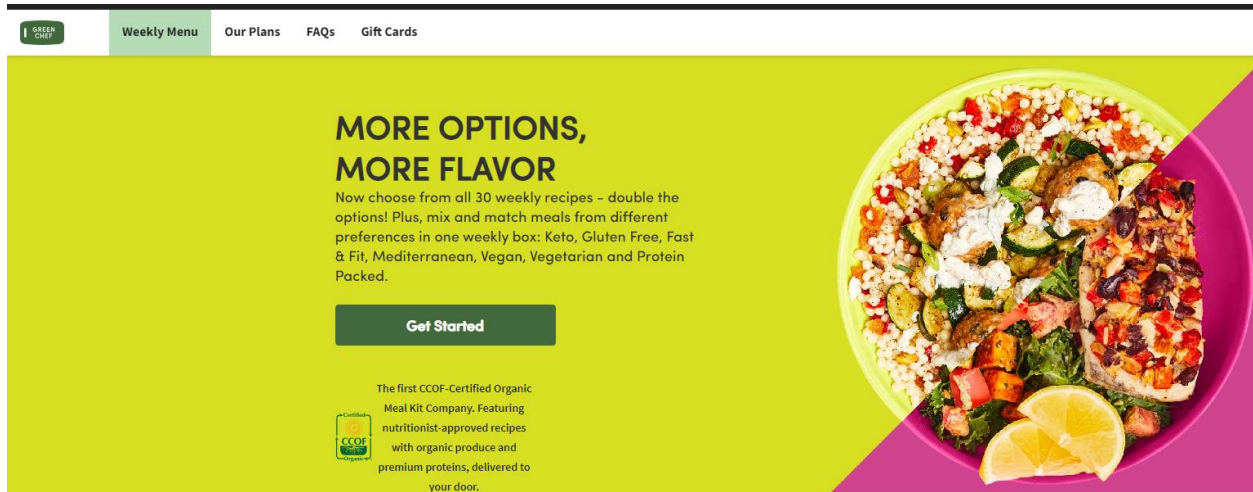 GREEN
CHEF
Weekly Menu Our Plans FAQs Gift Cards
MORE OPTIONS,
MORE FLAVOR
Now choose from all 30 weekly recipes – double the
options! Plus, mix and match meals from different
preferences in one weekly box: Keto, Gluten Free, Fast
& Fit, Mediterranean, Vegan, Vegetarian and Protein
Packed.
Get Started
The first CCOF-Certified Organic
Meal Kit Company. Featuring
nutritionist-approved recipes
with organic produce and
premium proteins, delivered to
your door.
Certified
CCOF
Organic